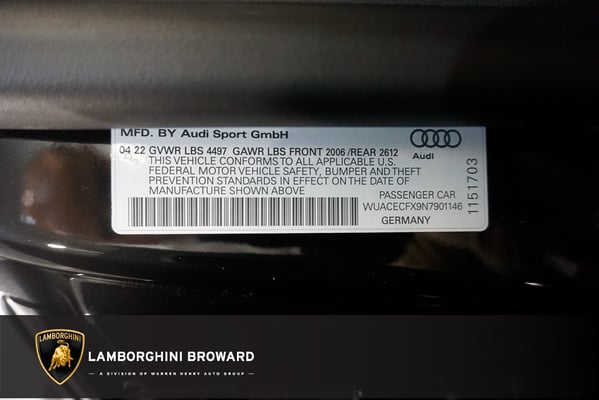 MFD. BY Audi Sport GmbH
04 22 GVWR LBS 4497 GAWR LBS FRONT 2006 /REAR 2612
THIS VEHICLE CONFORMS TO ALL APPLICABLE U.S.
FEDERAL MOTOR VEHICLE SAFETY, BUMPER AND THEFT
PREVENTION STANDARDS IN EFFECT ON THE DATE OF
MANUFACTURE SHOWN ABOVE
Audi
PASSENGER CAR
WUACECFX9N7901146
GERMANY
1151703
LAMBORGHINI
LAMBORGHINI BROWARD
A DIVISION OF WARREN HENRY AUTO GROUP